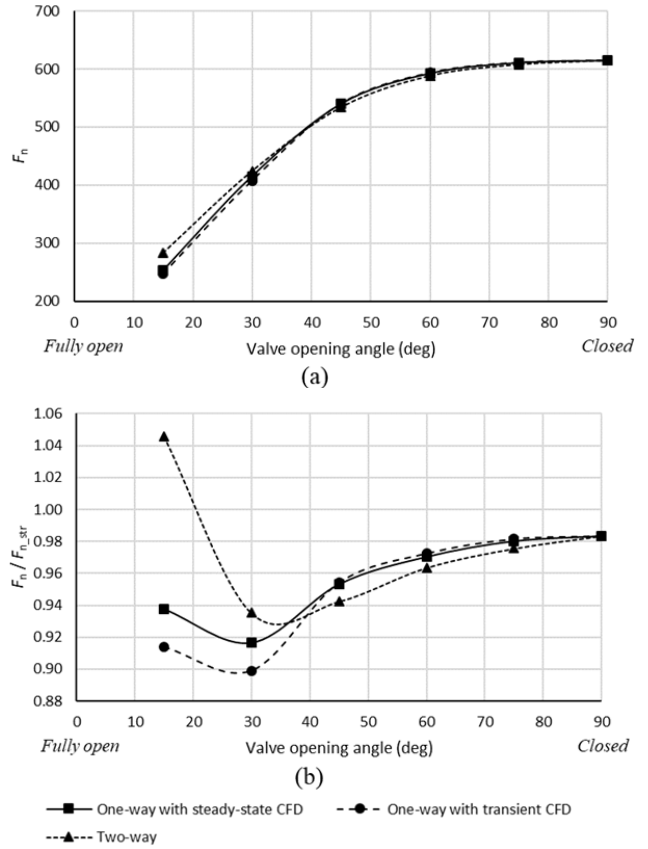 700
600
500
400
300
200
Fn
0 10 20 30 40 50 60 70 80 90
Fully open Valve opening angle (deg) Closed
(a)
1.06
1.04
1.02
1.00
0.98
0.96
0.94
0.92
0.90
0.88
Fn / Fn_str
0 10 20 30 40 50 60 70 80 90
Fully open Valve opening angle (deg) Closed
(b)
One-way with steady-state CFD One-way with transient CFD
Two-way